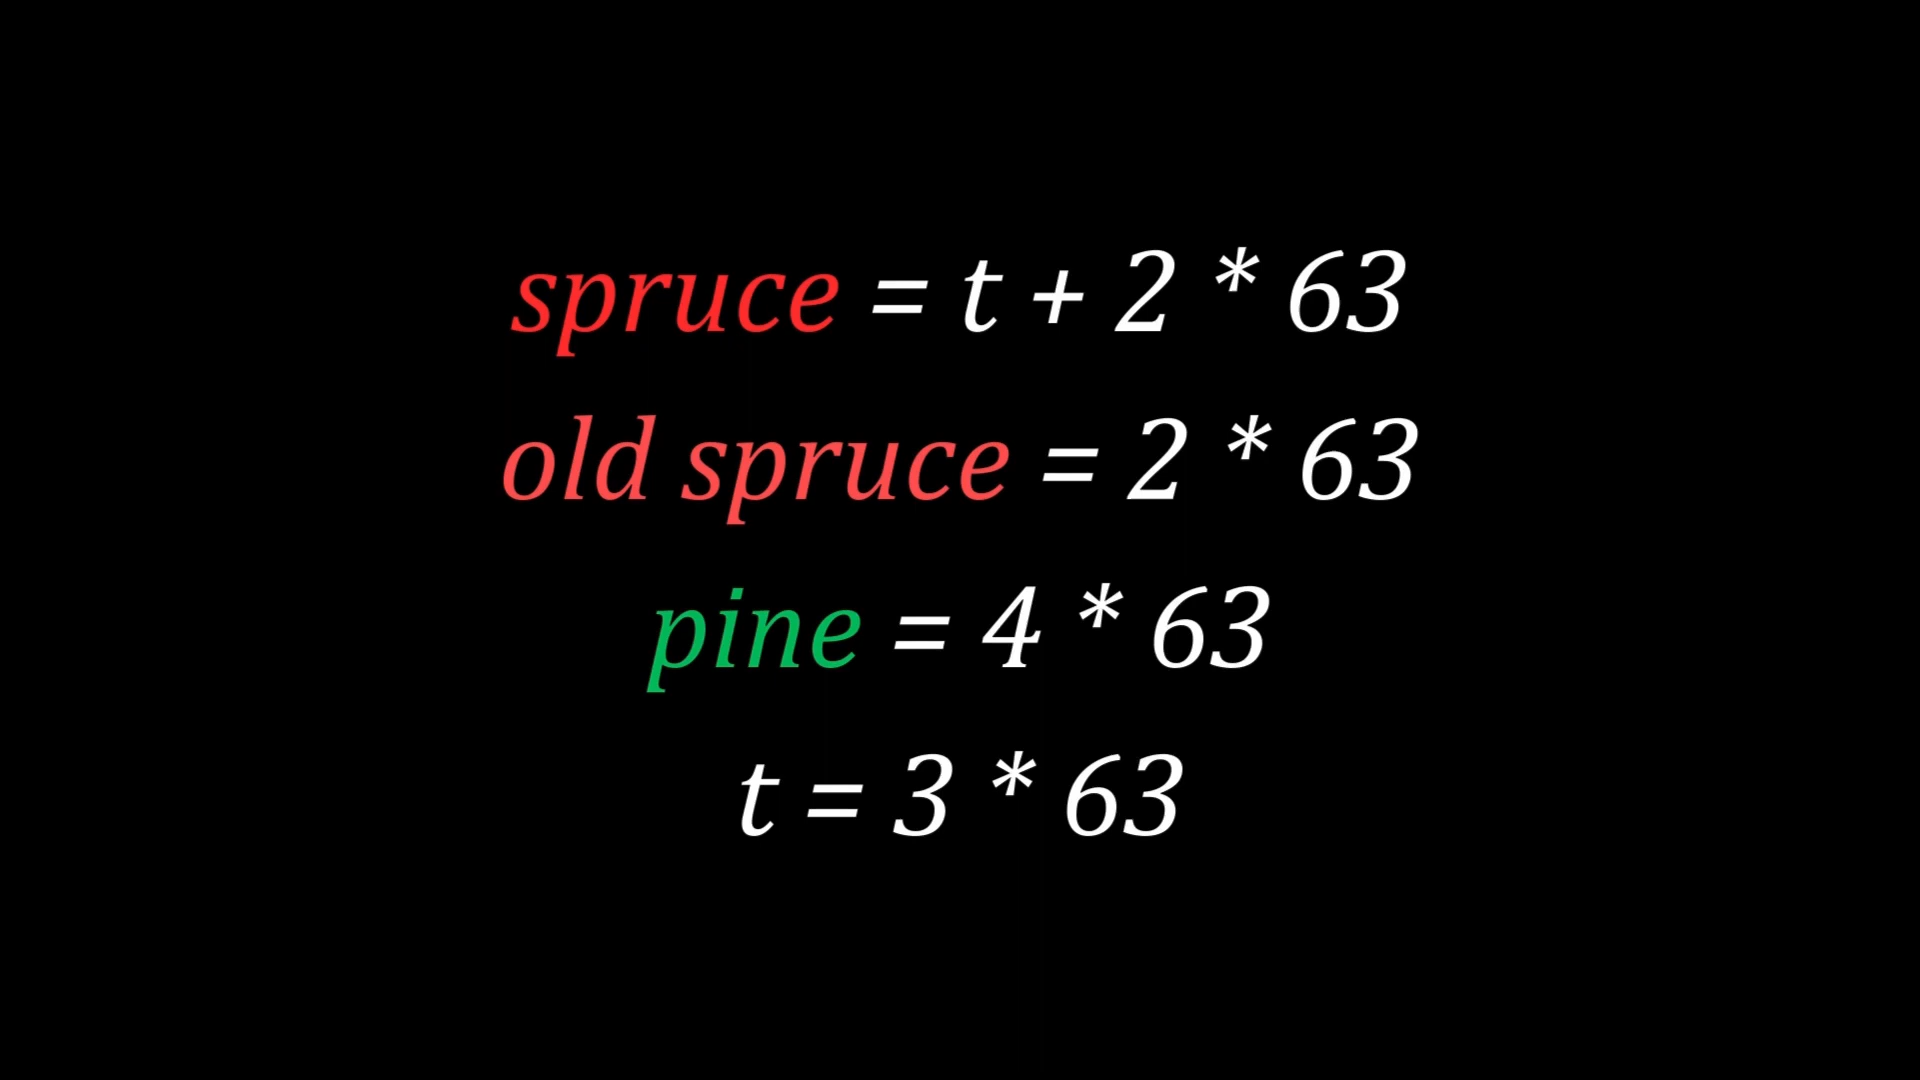 spruce = t + 2 * 63
old spruce = 2 * 63
pine = 4 * 63
t = 3 * 63